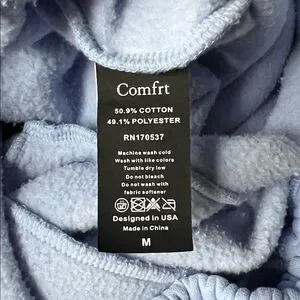 Comfrt
50.9% COTTON
49.1% POLYESTER
RN170537
Machine wash cold
Wash with like colors
Tumble dry low
Do not bleach
Do not wash with
fabric softener
Designed in USA
Made in China
M